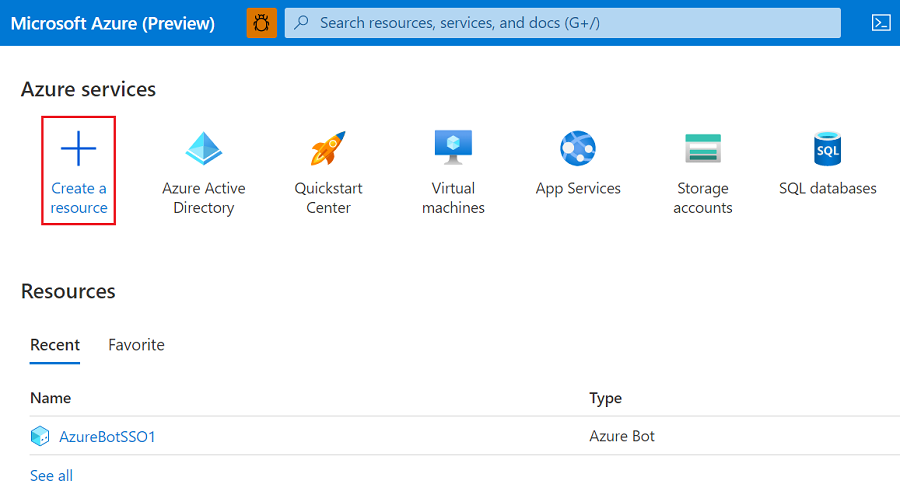 Microsoft Azure (Preview)
Search resources, services, and docs (G+/)
Azure services
Create a
resource
Azure Active
Directory
Quickstart
Center
Virtual
machines
App Services
Storage
accounts
SQL
SQL databases
Resources
Recent
Favorite
Name
Type
AzureBotSSO1
Azure Bot
See all